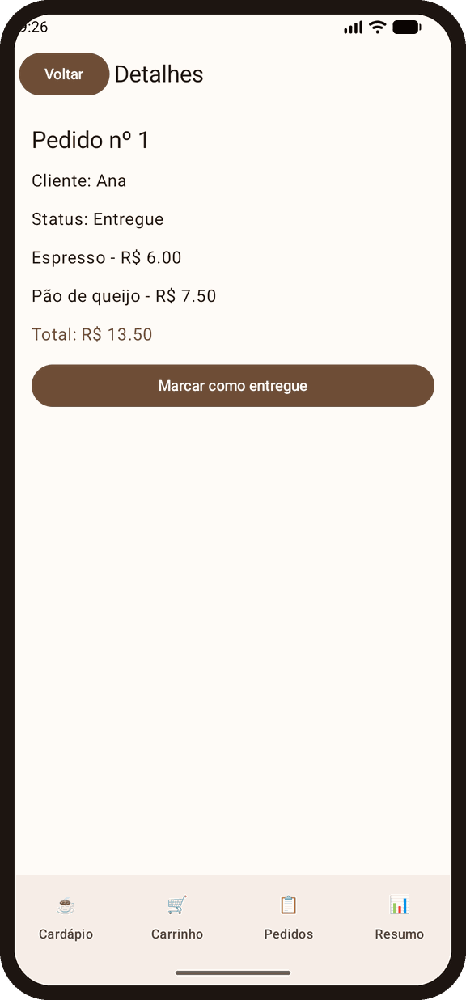 9:26
Voltar Detalhes
Pedido nº 1
Cliente: Ana
Status: Entregue
Espresso - R$ 6.00
Pão de queijo - R$ 7.50
Total: R$ 13.50
Marcar como entregue
Cardápio Carrinho Pedidos Resumo